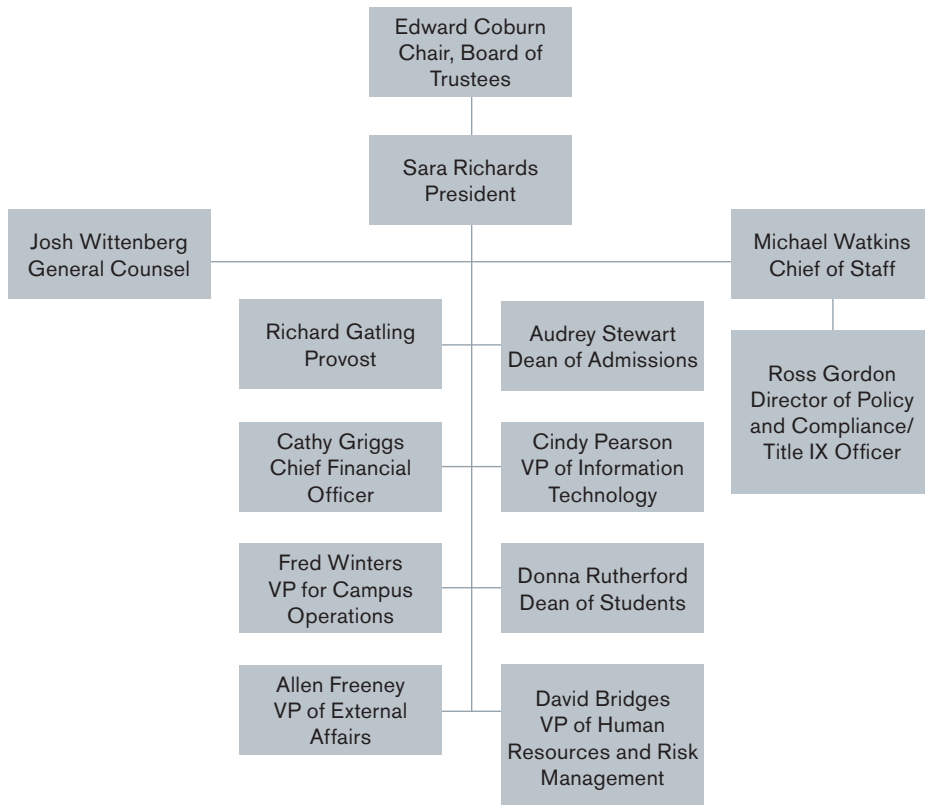 Edward Coburn
Chair, Board of
Trustees
Sara Richards
President
Josh Wittenberg
General Counsel
Michael Watkins
Chief of Staff
Richard Gatling
Provost
Audrey Stewart
Dean of Admissions
Ross Gordon
Director of Policy
and Compliance/
Title IX Officer
Cathy Griggs
Chief Financial
Officer
Cindy Pearson
VP of Information
Technology
Fred Winters
VP for Campus
Operations
Donna Rutherford
Dean of Students
Allen Freeney
VP of External
Affairs
David Bridges
VP of Human
Resources and Risk
Management